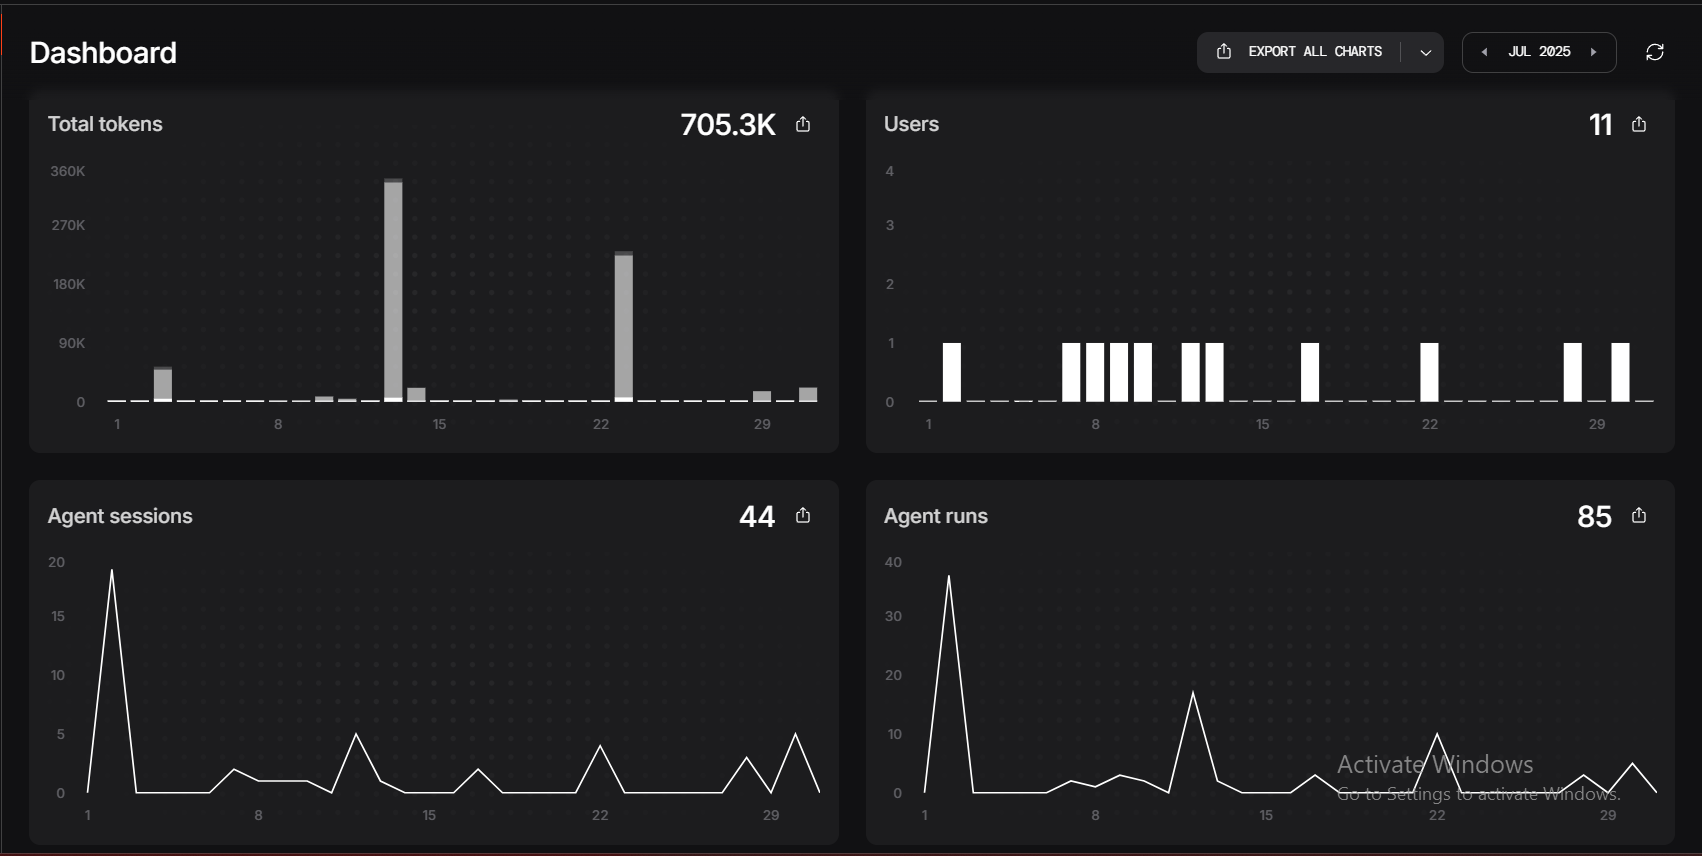 Dashboard
EXPORT ALL CHARTS
JUL 2025
Total tokens
705.3K
360K
270K
180K
90K
0
1 8 15 22 29
Users
11
4
3
2
1
0
1 8 15 22 29
Agent sessions
44
20
15
10
5
0
1 8 15 22 29
Agent runs
85
40
30
20
10
0
1 8 15 22 29
Activate Windows
Go to Settings to activate Windows.